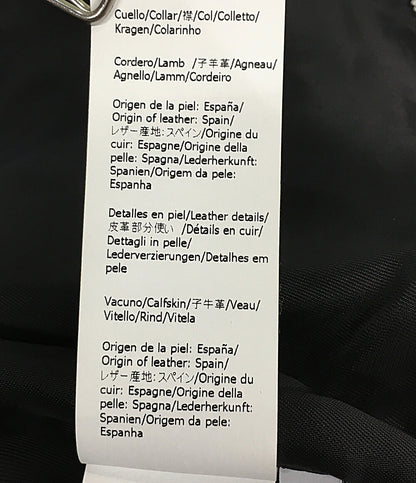 Cuello/Collar/襟/Col/Colletto/
Kragen/Colarinho
Cordero/Lamb /子羊革/Agneau/
Agnello/Lamm/Cordeiro
Origen de la piel: España/
Origin of leather: Spain/
レザー産地: スペイン/Origine du
cuir: Espagne/Origine della
pelle: Spagna/Lederherkunft:
Spanien/Origem da pele:
Espanha
Detalles en piel/Leather details/
皮革部分使い /Détails en cuir/
Dettagli in pelle/
Lederverzierungen/Detalhes em
pele
Vacuno/Calfskin/子牛革/Veau/
Vitello/Rind/Vitela
Origen de la piel: España/
Origin of leather: Spain/
レザー産地: スペイン/Origine du
cuir: Espagne/Origine della
pelle: Spagna/Lederherkunft:
Spanien/Origem da pele:
Espanha